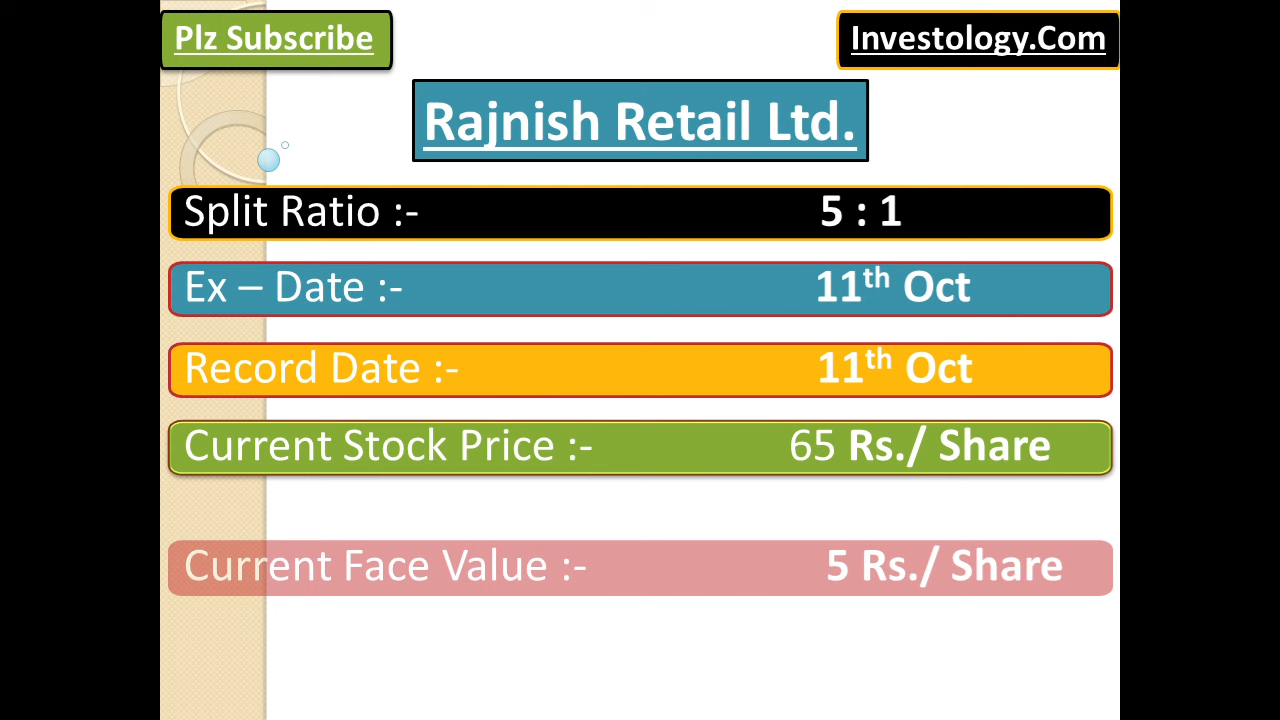 Plz Subscribe
Investology.Com
Rajnish Retail Ltd.
Split Ratio :- 5 : 1
Ex – Date :- 11th Oct
Record Date :- 11th Oct
Current Stock Price :- 65 Rs./ Share
Current Face Value :- 5 Rs./ Share